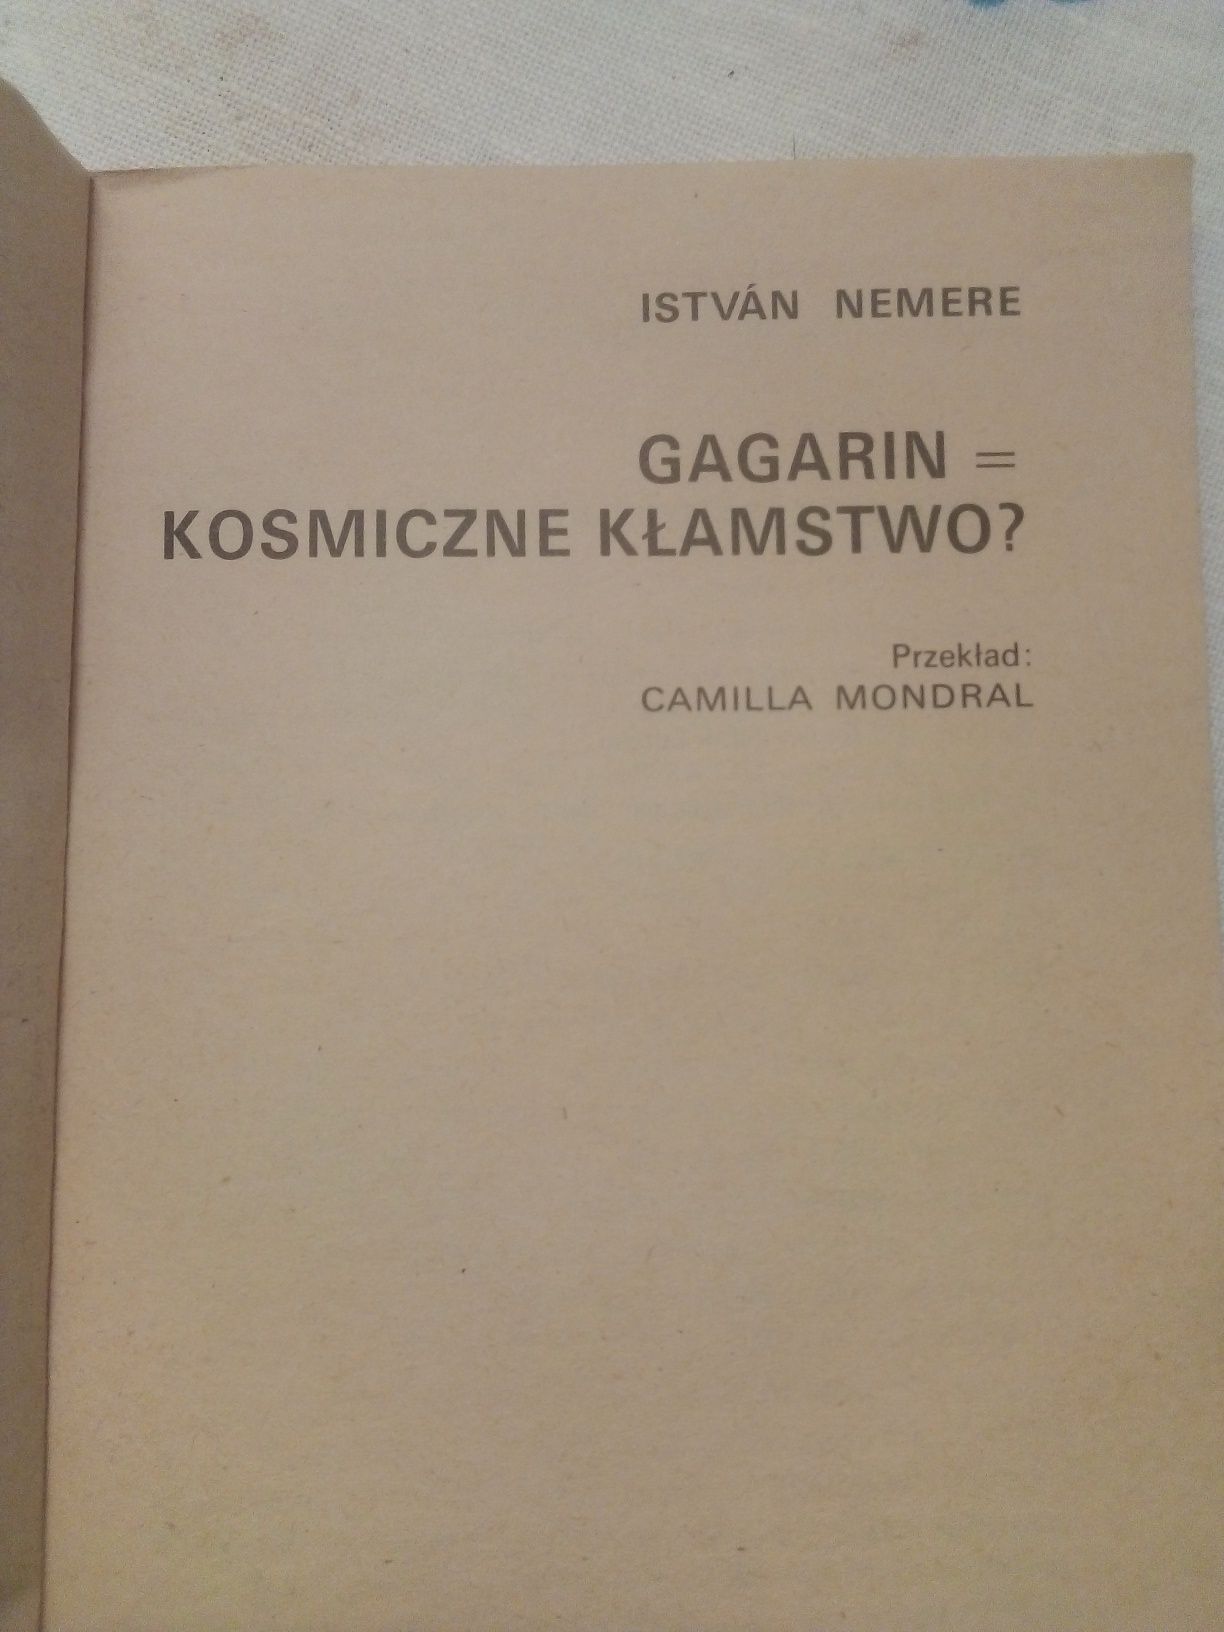 ISTVÁN NEMERE
GAGARIN =
KOSMICZNE KŁAMSTWO?
Przekład:
CAMILLA MONDRAL